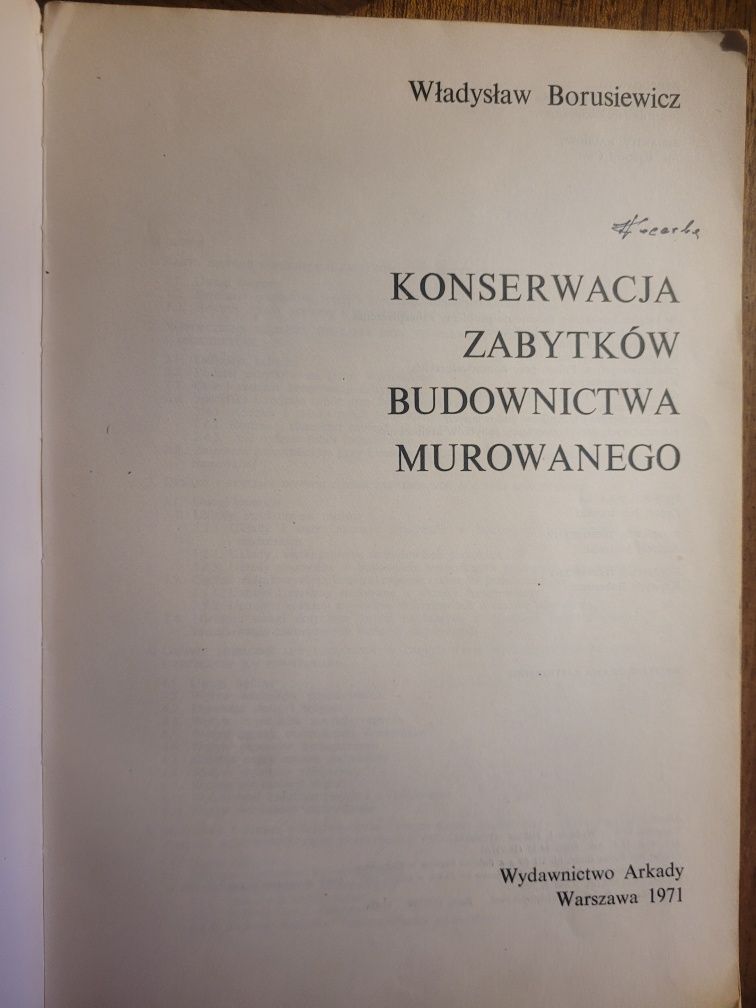 Władysław Borusiewicz
KONSERWACJA
ZABYTKÓW
BUDOWNICTWA
MUROWANEGO
Wydawnictwo Arkady
Warszawa 1971